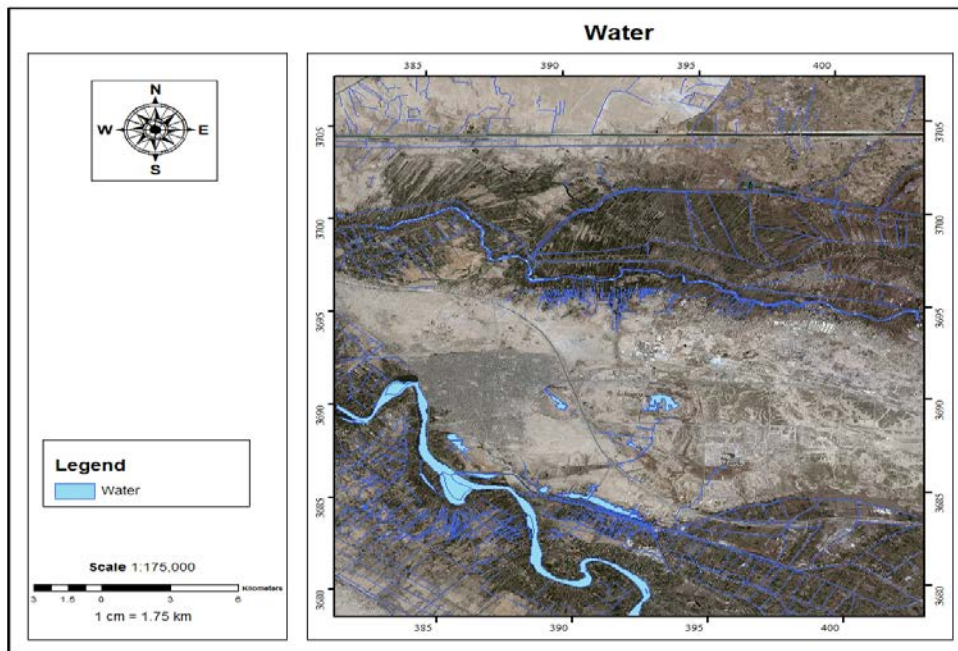 Water
N
W E
S
385 390 395 400
3705 3705
3700 3700
3695 3695
3690 3690
3685 3685
3680 3680
385 390 395 400
Legend
Water
Scale 1:175,000
Kilometers
3 1.5 0 3 6
1 cm = 1.75 km